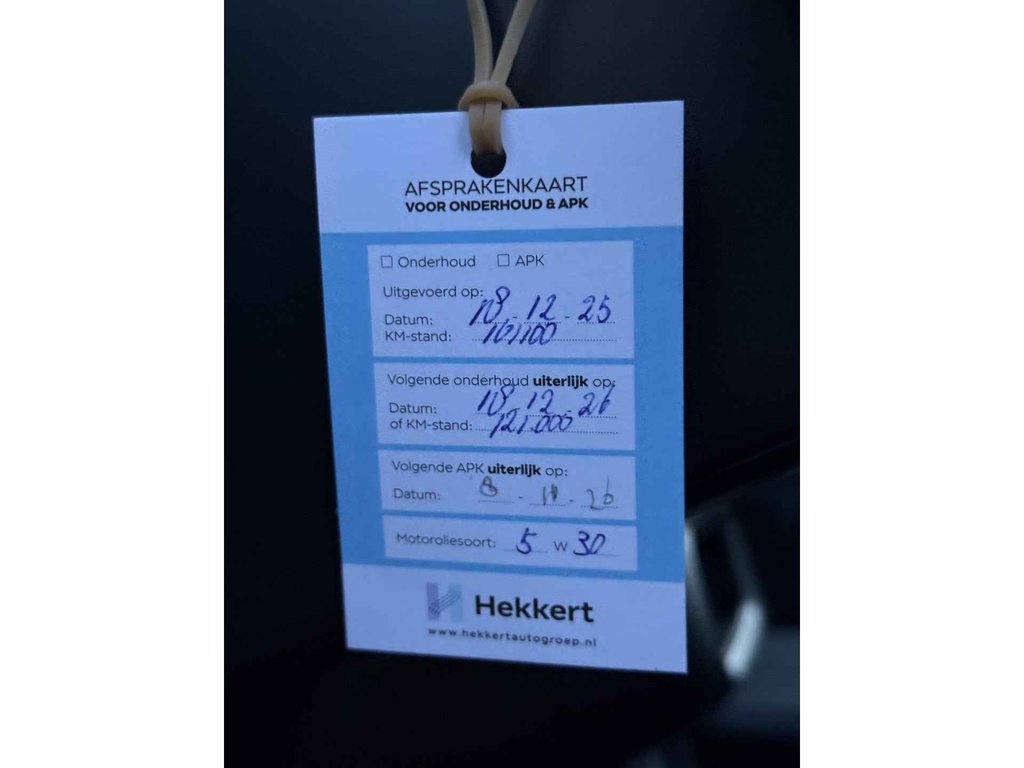 AFSPRAKENKAART
VOOR ONDERHOUD & APK
Onderhoud APK
Uitgevoerd op:
Datum: 18 - 12 - 25
KM-stand: 101100
Volgende onderhoud uiterlijk op:
Datum: 18 - 12 - 26
of KM-stand: 121.000
Volgende APK uiterlijk op:
Datum: 8 - 11 - 26
Motoroliesoort: 5 W 30
Hekkert
www.hekkertautogroep.nl